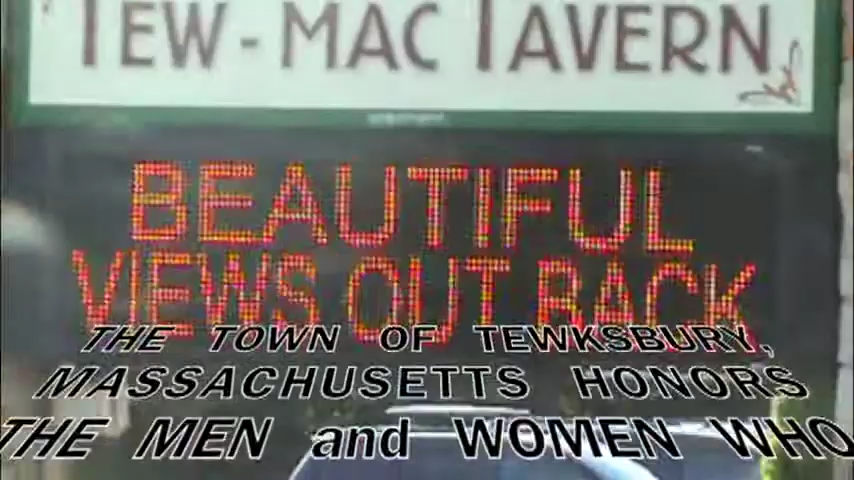 TEW-MAC TAVERN
BEAUTIFUL
VIEWS OUT BACK
THE TOWN OF TEWKSBURY,
MASSACHUSETTS HONORS
THE MEN and WOMEN WHO